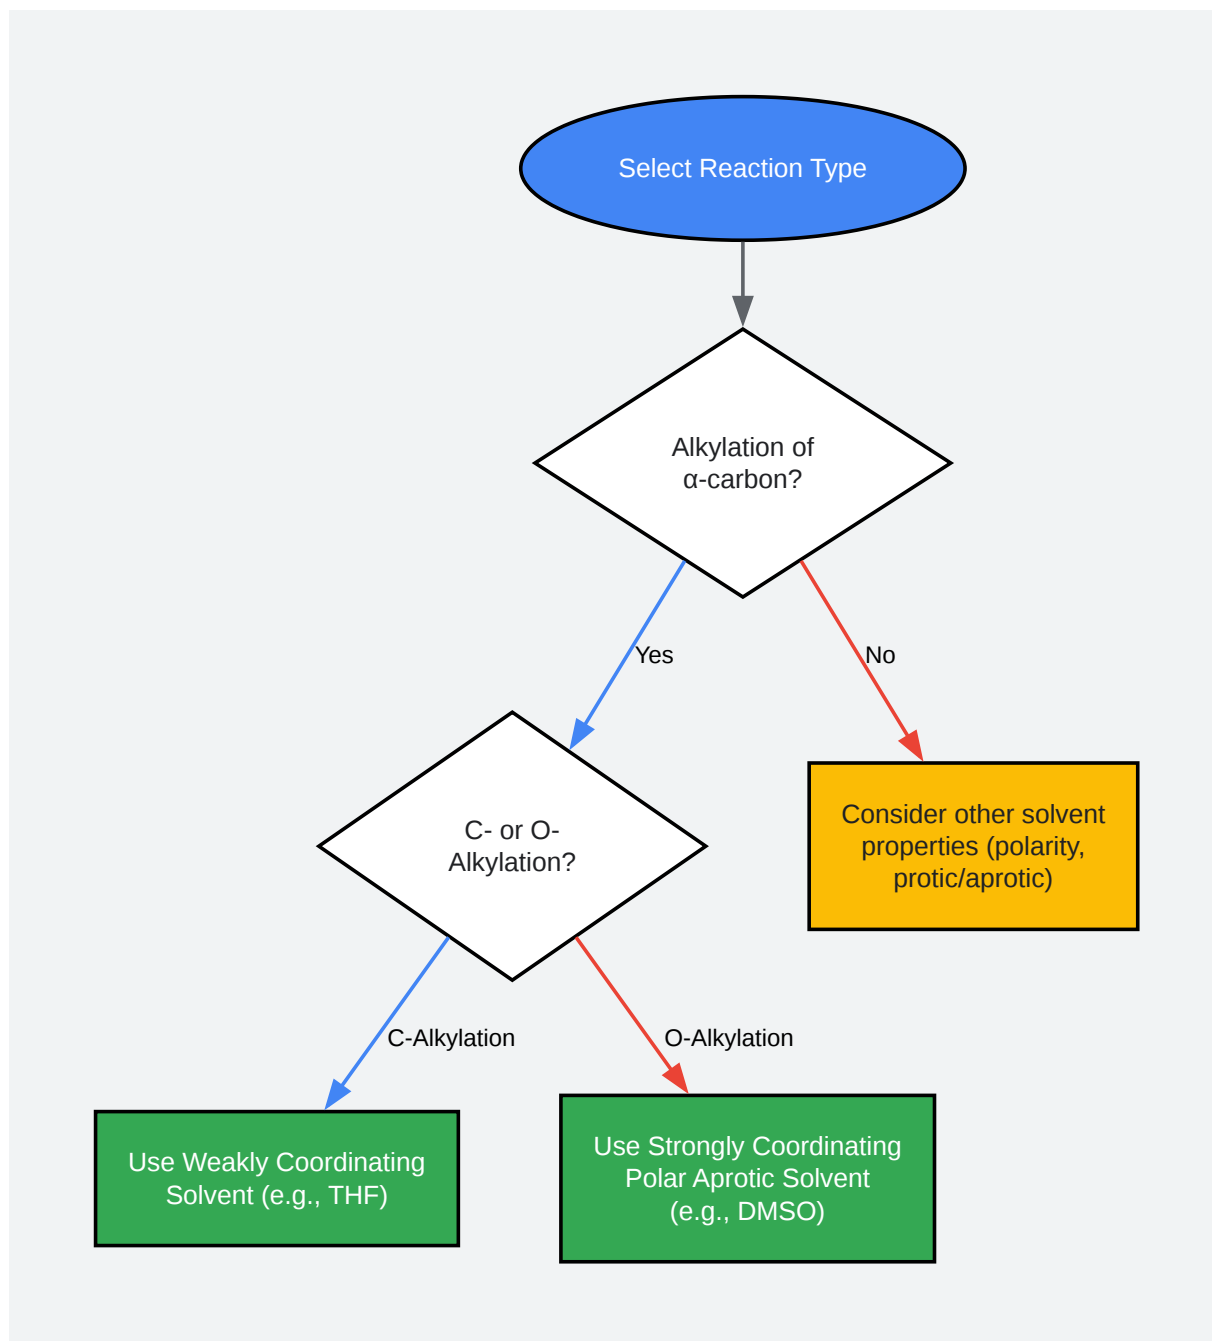 Select Reaction Type
Alkylation of
α-carbon?
Yes
No
C- or O-
Alkylation?
Consider other solvent
properties (polarity,
protic/aprotic)
C-Alkylation
O-Alkylation
Use Weakly Coordinating
Solvent (e.g., THF)
Use Strongly Coordinating
Polar Aprotic Solvent
(e.g., DMSO)